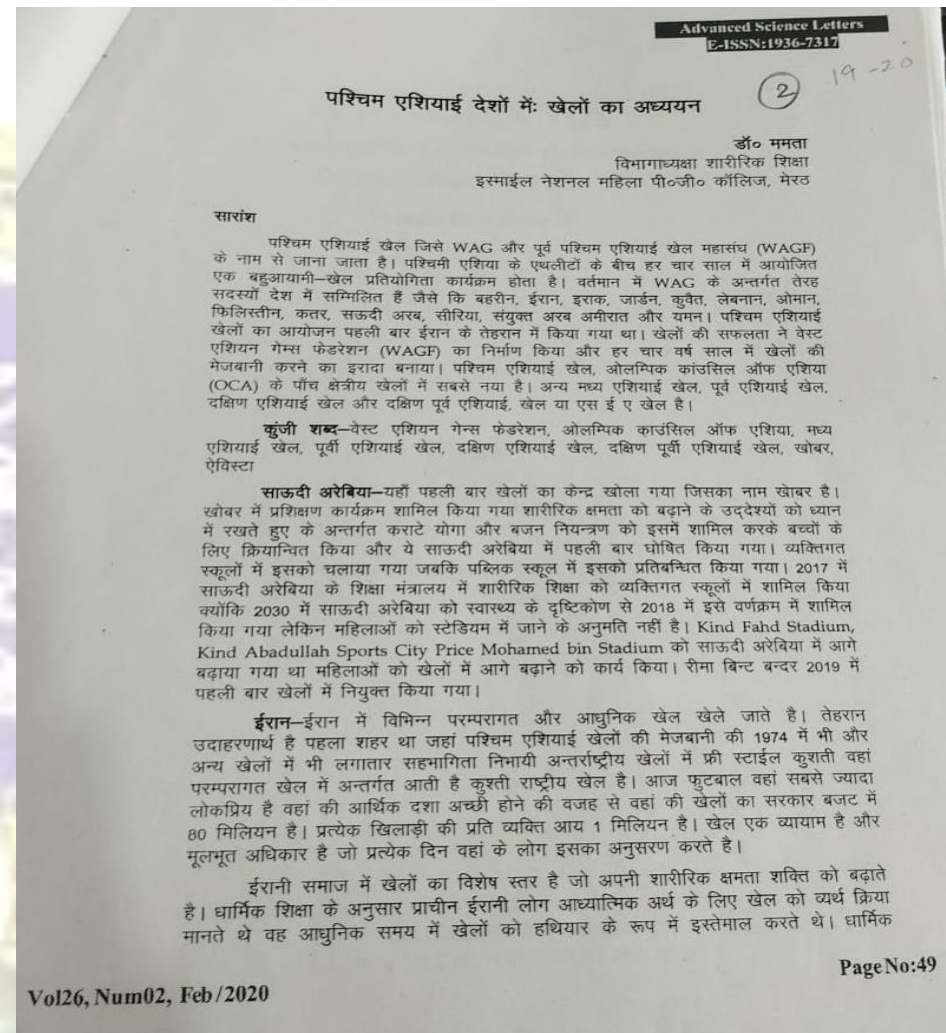 Advanced Science Letters
E-ISSN:1936-7317
2
19-20
पश्चिम एशियाई देशों में: खेलों का अध्ययन
डॉ० ममता
विभागाध्यक्षा शारीरिक शिक्षा
इस्माईल नेशनल महिला पी०जी० कॉलिज, मेरठ
सारांश
पश्चिम एशियाई खेल जिसे WAG और पूर्व पश्चिम एशियाई खेल महासंघ (WAGF)
के नाम से जाना जाता है। पश्चिमी एशिया के एथलीटों के बीच हर चार साल में आयोजित
एक बहुआयामी–खेल प्रतियोगिता कार्यक्रम होता है। वर्तमान में WAG के अन्तर्गत तेरह
सदस्यों देश में सम्मिलित हैं जैसे कि बहरीन, ईरान, इराक, जार्डन, कुवैत, लेबनान, ओमान,
फिलिस्तीन, कतर, सऊदी अरब, सीरिया, संयुक्त अरब अमीरात और यमन। पश्चिम एशियाई
खेलों का आयोजन पहली बार ईरान के तेहरान में किया गया था। खेलों की सफलता ने वेस्ट
एशियन गेम्स फेडरेशन (WAGF) का निर्माण किया और हर चार वर्ष साल में खेलों की
मेजबानी करने का इरादा बनाया। पश्चिम एशियाई खेल, ओलम्पिक कांउसिल ऑफ एशिया
(OCA) के पाँच क्षेत्रीय खेलों में सबसे नया है। अन्य मध्य एशियाई खेल, पूर्व एशियाई खेल,
दक्षिण एशियाई खेल और दक्षिण पूर्व एशियाई, खेल या एस ई ए खेल है।
कुंजी शब्द–वेस्ट एशियन गेन्स फेडरेशन, ओलम्पिक काउंसिल ऑफ एशिया, मध्य
एशियाई खेल, पूर्वी एशियाई खेल, दक्षिण एशियाई खेल, दक्षिण पूर्वी एशियाई खेल, खोबर,
ऐविस्टा
साऊदी अरेबिया–यहाँ पहली बार खेलों का केन्द्र खोला गया जिसका नाम खेाबर है।
खोबर में प्रशिक्षण कार्यक्रम शामिल किया गया शारीरिक क्षमता को बढ़ाने के उद्देश्यों को ध्यान
में रखते हुए के अन्तर्गत कराटे योगा और बजन नियन्त्रण को इसमें शामिल करके बच्चों के
लिए क्रियान्वित किया और ये साऊदी अरेबिया में पहली बार घोषित किया गया। व्यक्तिगत
स्कूलों में इसको चलाया गया जबकि पब्लिक स्कूल में इसको प्रतिबन्धित किया गया। 2017 में
साऊदी अरेबिया के शिक्षा मंत्रालय में शारीरिक शिक्षा को व्यक्तिगत स्कूलों में शामिल किया
क्योंकि 2030 में साऊदी अरेबिया को स्वास्थ्य के दृष्टिकोण से 2018 में इसे वर्णक्रम में शामिल
किया गया लेकिन महिलाओं को स्टेडियम में जाने के अनुमति नहीं है। Kind Fahd Stadium,
Kind Abadullah Sports City Price Mohamed bin Stadium को साऊदी अरेबिया में आगे
बढ़ाया गया था महिलाओं को खेलों में आगे बढ़ाने को कार्य किया। रीमा बिन्ट बन्दर 2019 में
पहली बार खेलों में नियुक्त किया गया।
ईरान–ईरान में विभिन्न परम्परागत और आधुनिक खेल खेले जाते है। तेहरान
उदाहरणार्थ है पहला शहर था जहां पश्चिम एशियाई खेलों की मेजबानी की 1974 में भी और
अन्य खेलों में भी लगातार सहभागिता निभायी अन्तर्राष्ट्रीय खेलों में फ्री स्टाईल कुशती वहां
परम्परागत खेल में अन्तर्गत आती है कुश्ती राष्ट्रीय खेल है। आज फुटबाल वहां सबसे ज्यादा
लोकप्रिय है वहां की आर्थिक दशा अच्छी होने की वजह से वहां की खेलों का सरकार बजट में
80 मिलियन है। प्रत्येक खिलाड़ी की प्रति व्यक्ति आय 1 मिलियन है। खेल एक व्यायाम है और
मूलभूत अधिकार है जो प्रत्येक दिन वहां के लोग इसका अनुसरण करते है।
ईरानी समाज में खेलों का विशेष स्तर है जो अपनी शारीरिक क्षमता शक्ति को बढ़ाते
है। धार्मिक शिक्षा के अनुसार प्राचीन ईरानी लोग आध्यात्मिक अर्थ के लिए खेल को व्यर्थ क्रिया
मानते थे वह आधुनिक समय में खेलों को हथियार के रूप में इस्तेमाल करते थे। धार्मिक
Page No:49
Vol26, Num02, Feb/2020